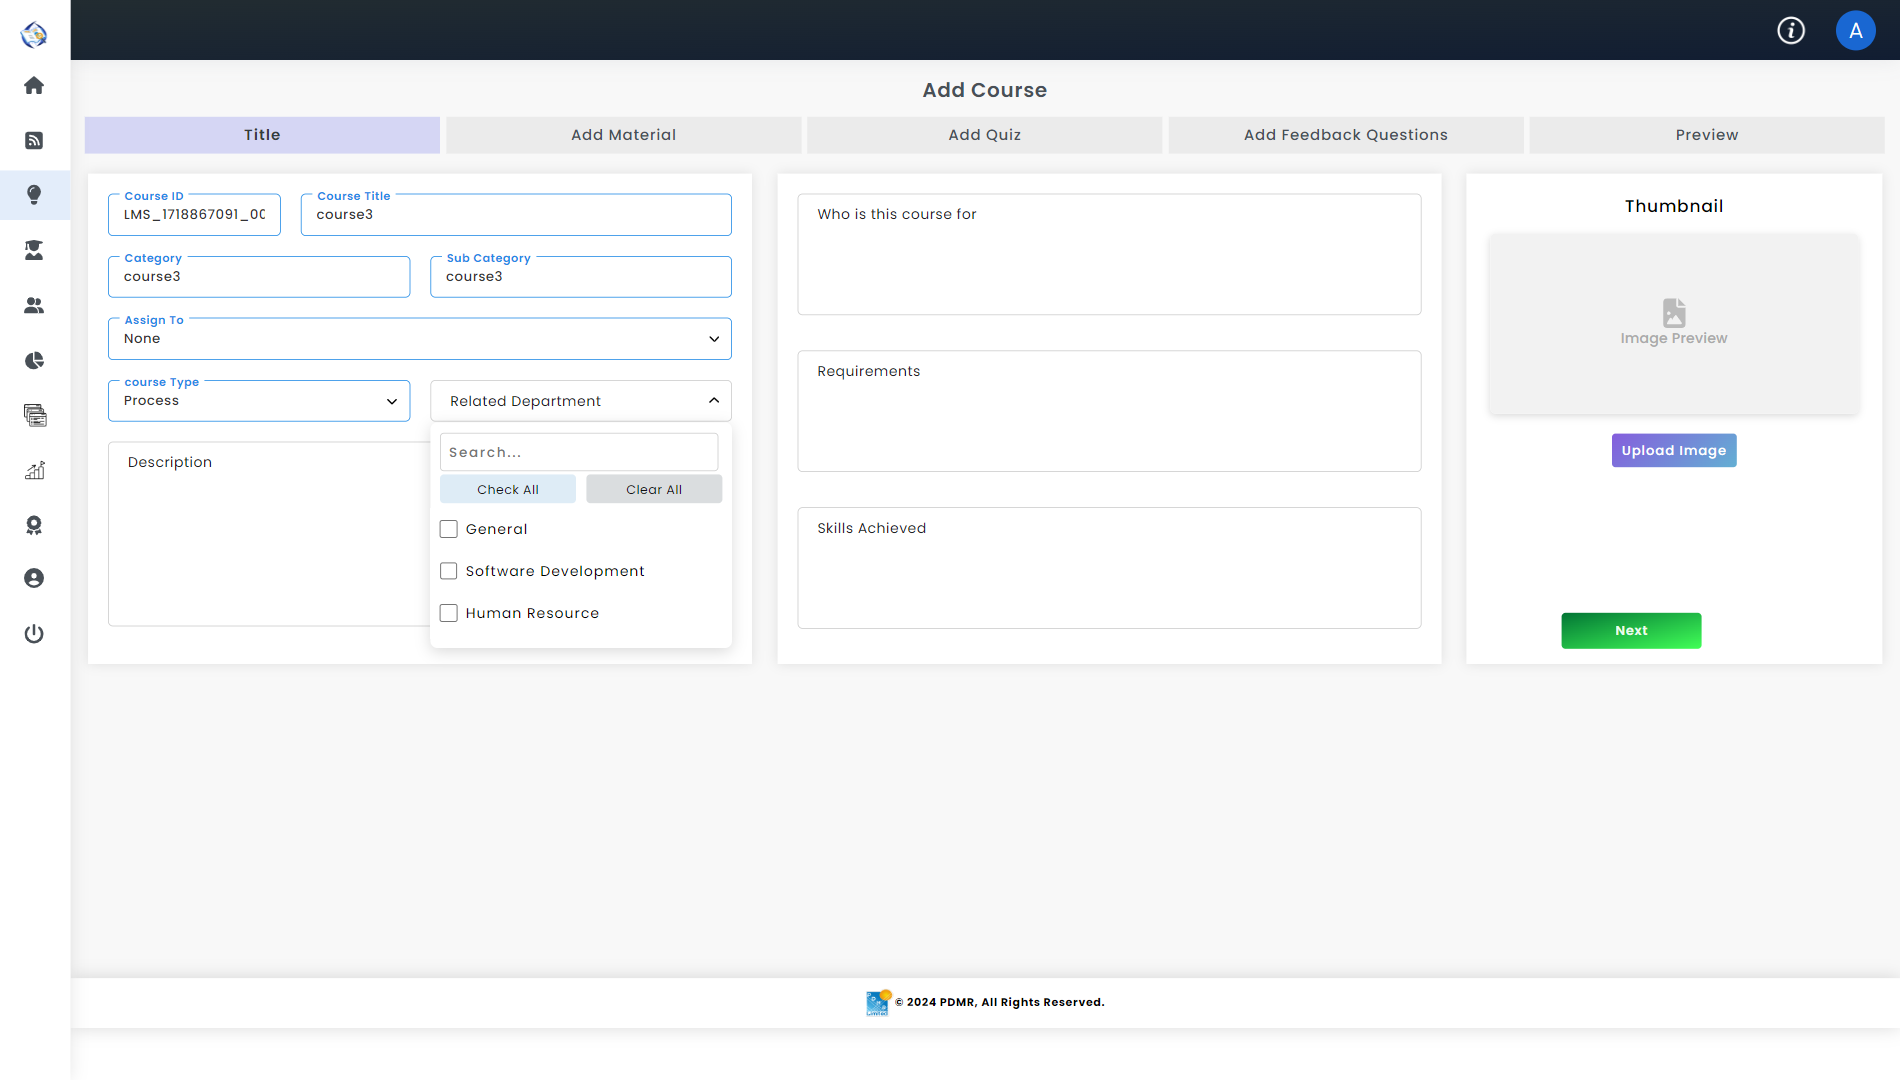 A
Add Course
Title
Add Material
Add Quiz
Add Feedback Questions
Preview
Course ID
LMS_1718867091_00
Course Title
course3
Category
course3
Sub Category
course3
Assign To
None
course Type
Process
Related Department
Search...
Check All
Clear All
General
Software Development
Human Resource
Description
Who is this course for
Requirements
Skills Achieved
Thumbnail
Image Preview
Upload Image
Next
© 2024 PDMR, All Rights Reserved.